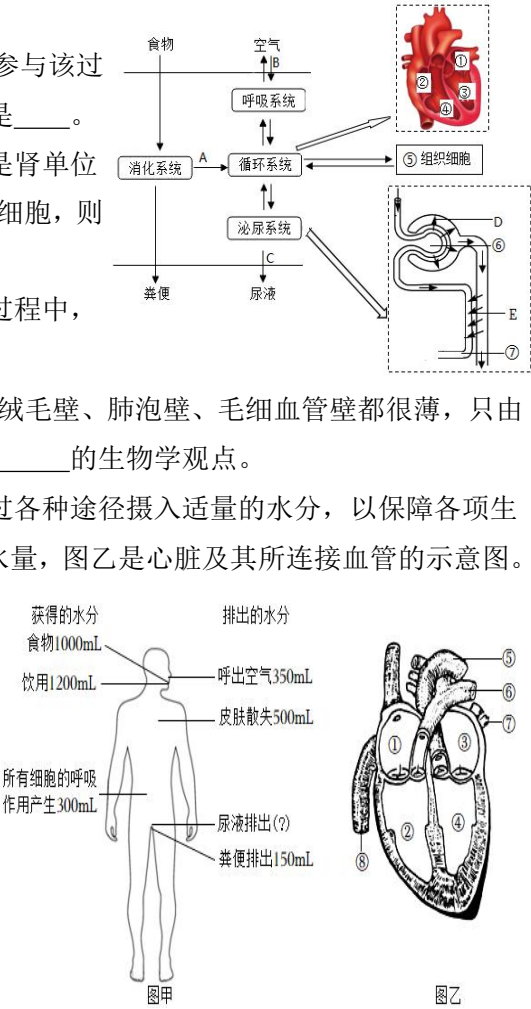 参与该过
是____。
是肾单位
细胞,则
过程中,
食物
空气
B
呼吸系统
消化系统
A
循环系统
⑤ 组织细胞
泌尿系统
C
粪便
尿液
①
②
③
④
D
⑥
E
⑦
绒毛壁、肺泡壁、毛细血管壁都很薄,只由
______的生物学观点。
过各种途径摄入适量的水分,以保障各项生
水量,图乙是心脏及其所连接血管的示意图。
获得的水分
食物1000mL
饮用1200mL
所有细胞的呼吸
作用产生300mL
排出的水分
呼出空气350mL
皮肤散失500mL
尿液排出(?)
粪便排出150mL
图甲
⑤
⑥
⑦
①
③
②
④
⑧
图乙